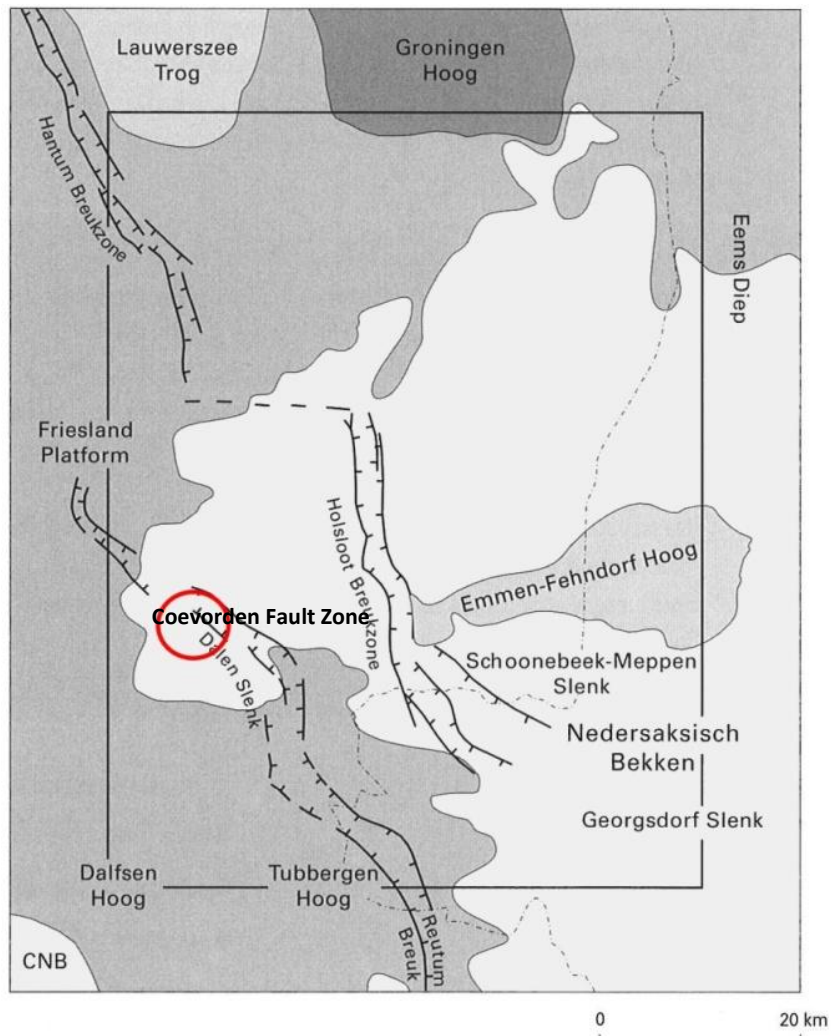 Lauwerszee
Trog
Groningen
Hoog
Hantum Breukzone
Eems Diep
Friesland
Platform
Holsloot Breukzone
Emmen-Fehndorf Hoog
Coevorden Fault Zone
Dalen Slenk
Schoonebeek-Meppen
Slenk
Nedersaksisch
Bekken
Georgsdorf Slenk
Dalfsen
Hoog
Tubbergen
Hoog
Reutum
Breuk
CNB
0 20 km